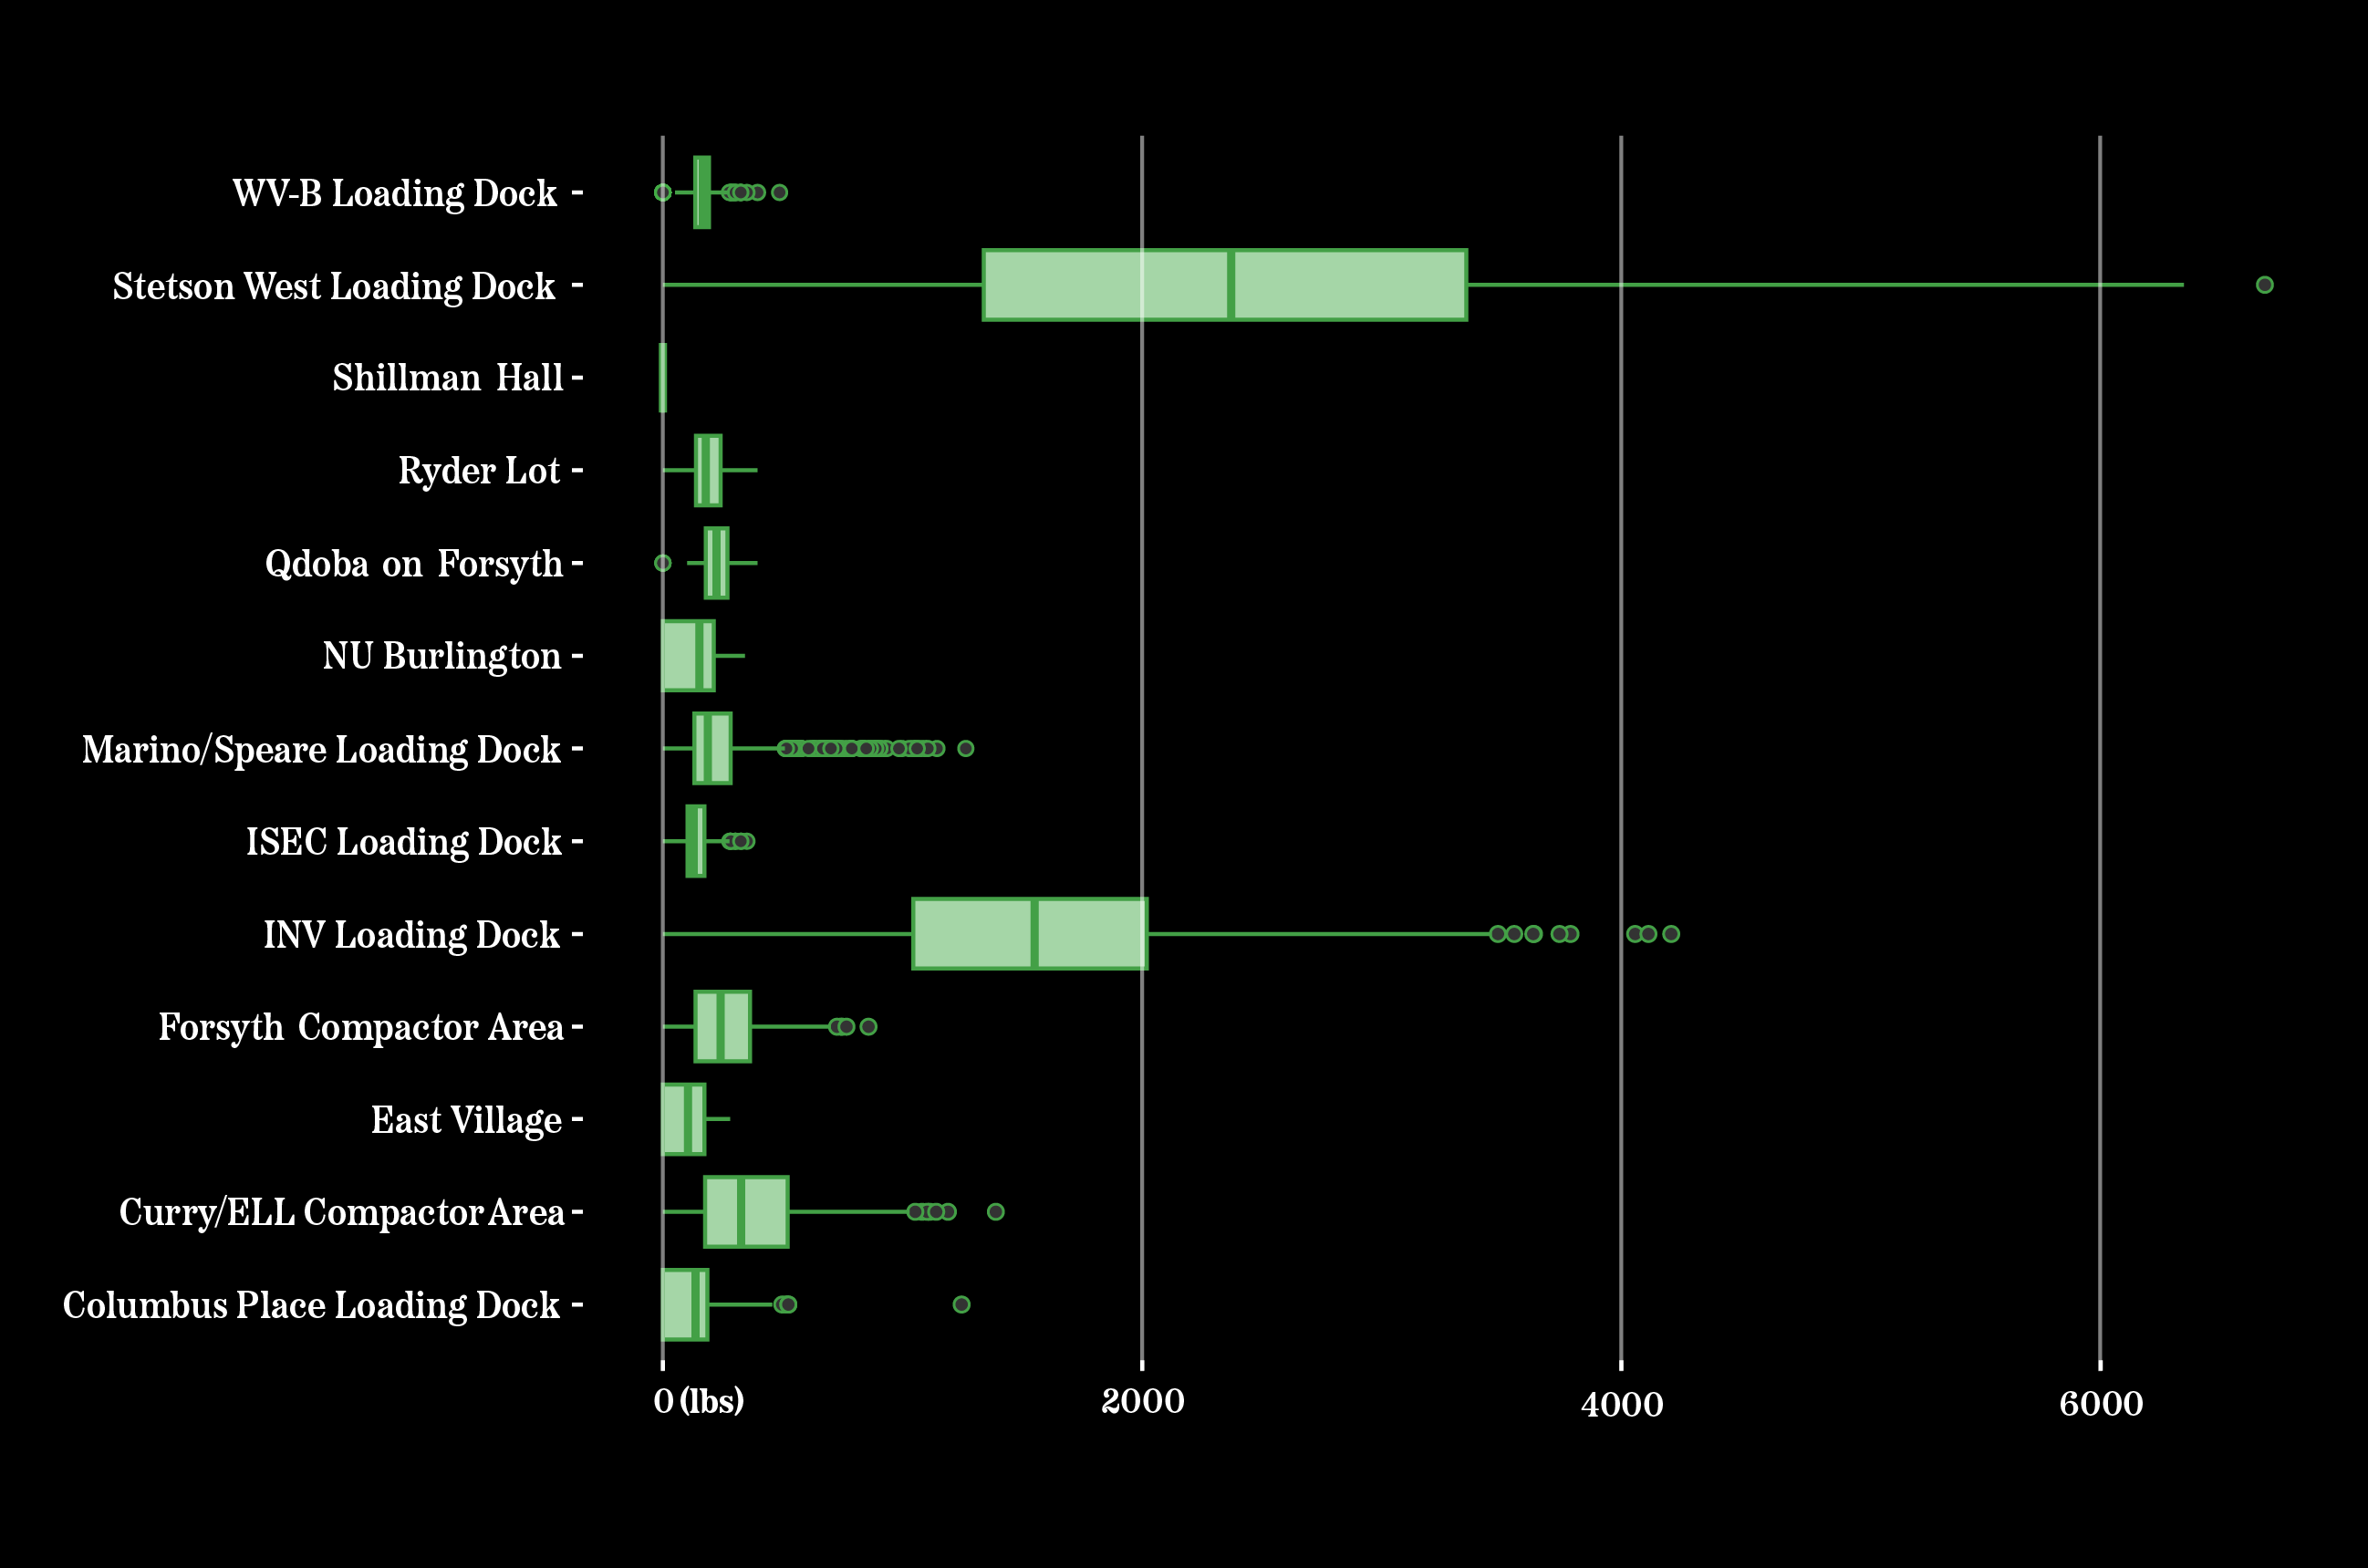 WV-B Loading Dock
Stetson West Loading Dock
Shillman Hall
Ryder Lot
Qdoba on Forsyth
NU Burlington
Marino/Speare Loading Dock
ISEC Loading Dock
INV Loading Dock
Forsyth Compactor Area
East Village
Curry/ELL Compactor Area
Columbus Place Loading Dock
0 (lbs) 2000 4000 6000